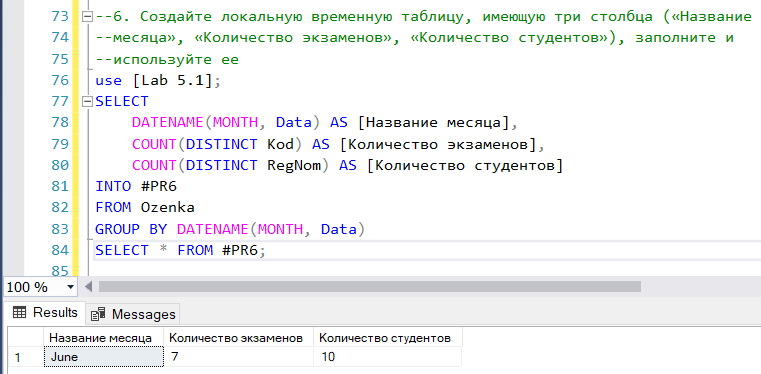 73 --6. Создайте локальную временную таблицу, имеющую три столбца («Название
74 --месяца», «Количество экзаменов», «Количество студентов»), заполните и
75 --используйте ее
76 use [Lab 5.1];
77 SELECT
78 DATENAME(MONTH, Data) AS [Название месяца],
79 COUNT(DISTINCT Kod) AS [Количество экзаменов],
80 COUNT(DISTINCT RegNom) AS [Количество студентов]
81 INTO #PR6
82 FROM Ozenka
83 GROUP BY DATENAME(MONTH, Data)
84 SELECT * FROM #PR6;
85
100 %
Results Messages
Название месяца Количество экзаменов Количество студентов
1 June 7 10